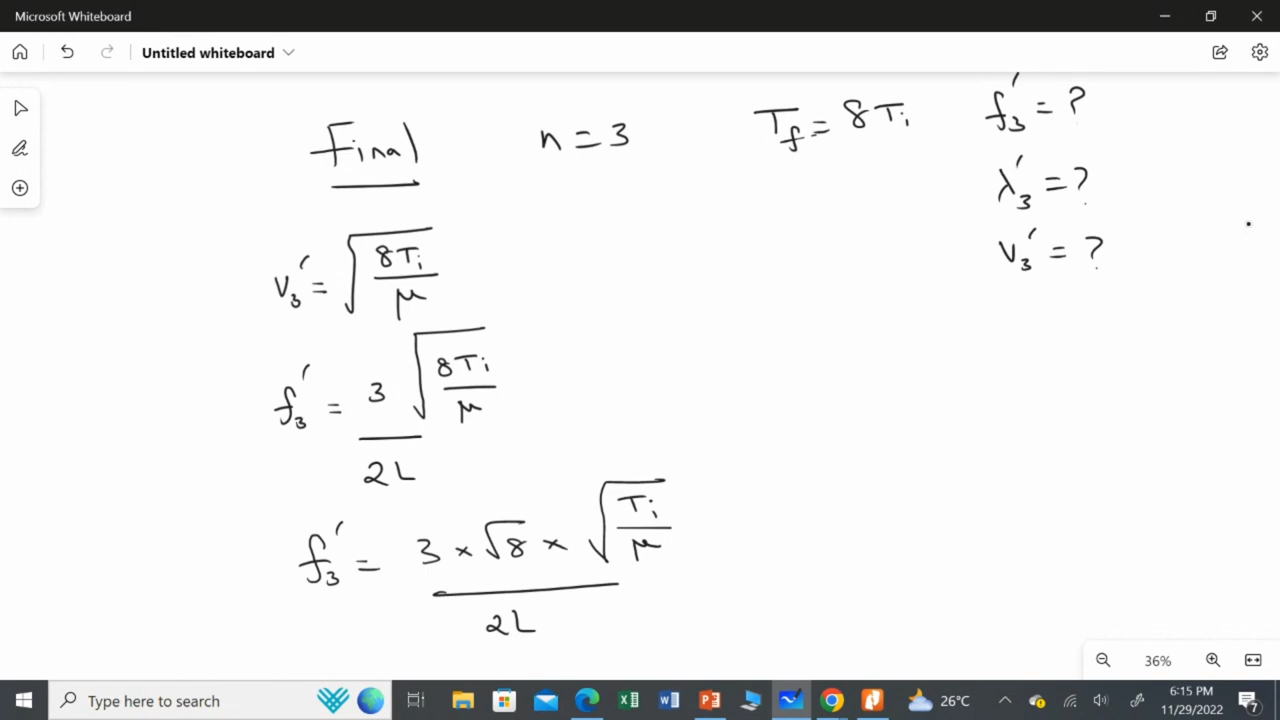 Microsoft Whiteboard
Untitled whiteboard
Final n = 3 T_f = 8T_i f_3' = ?
λ_3' = ?
v_3' = ?
v_3' = √(8T_i/μ)
f_3' = 3/2L √(8T_i/μ)
f_3' = 3 × √8 × √(T_i/μ) / 2L
36%
Type here to search
26°C
6:15 PM
11/29/2022
7